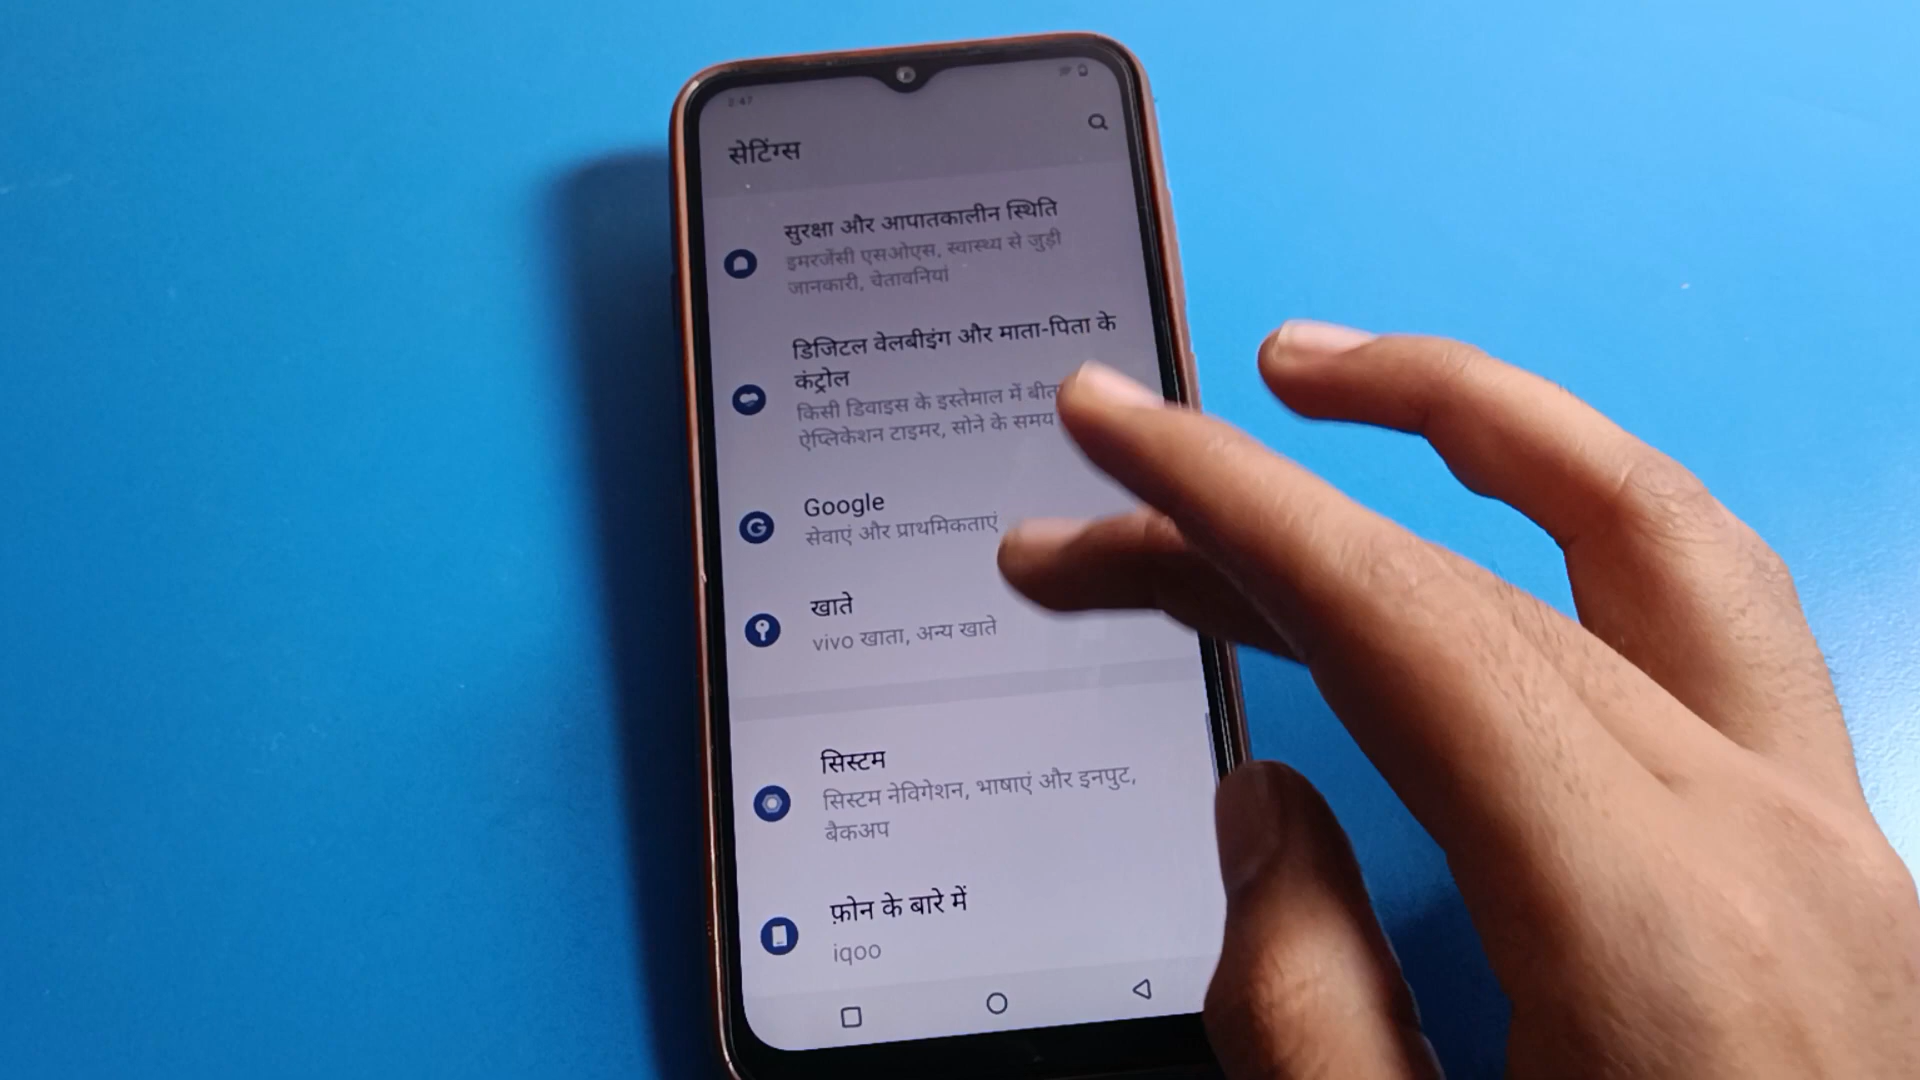 2:47
सेटिंग्स
सुरक्षा और आपातकालीन स्थिति
इमरजेंसी एसओएस, स्वास्थ्य से जुड़ी
जानकारी, चेतावनियां
डिजिटल वेलबीइंग और माता-पिता के
कंट्रोल
किसी डिवाइस के इस्तेमाल में
ऐप्लिकेशन टाइमर, सोने के समय
Google
सेवाएं और प्राथमिकताएं
खाते
vivo खाता, अन्य खाते
सिस्टम
सिस्टम नेविगेशन, भाषाएं और इनपुट,
बैकअप
फ़ोन के बारे में
iqoo